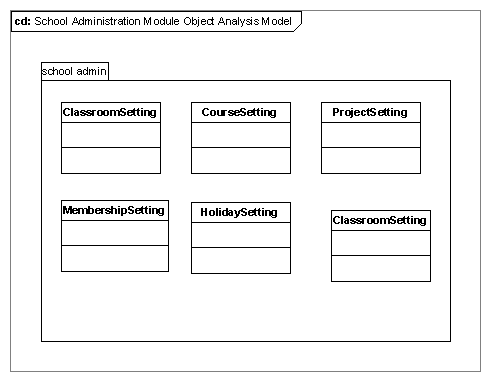 cd: School Administration Module Object Analysis Model
school admin
ClassroomSetting
CourseSetting
ProjectSetting
MembershipSetting
HolidaySetting
ClassroomSetting